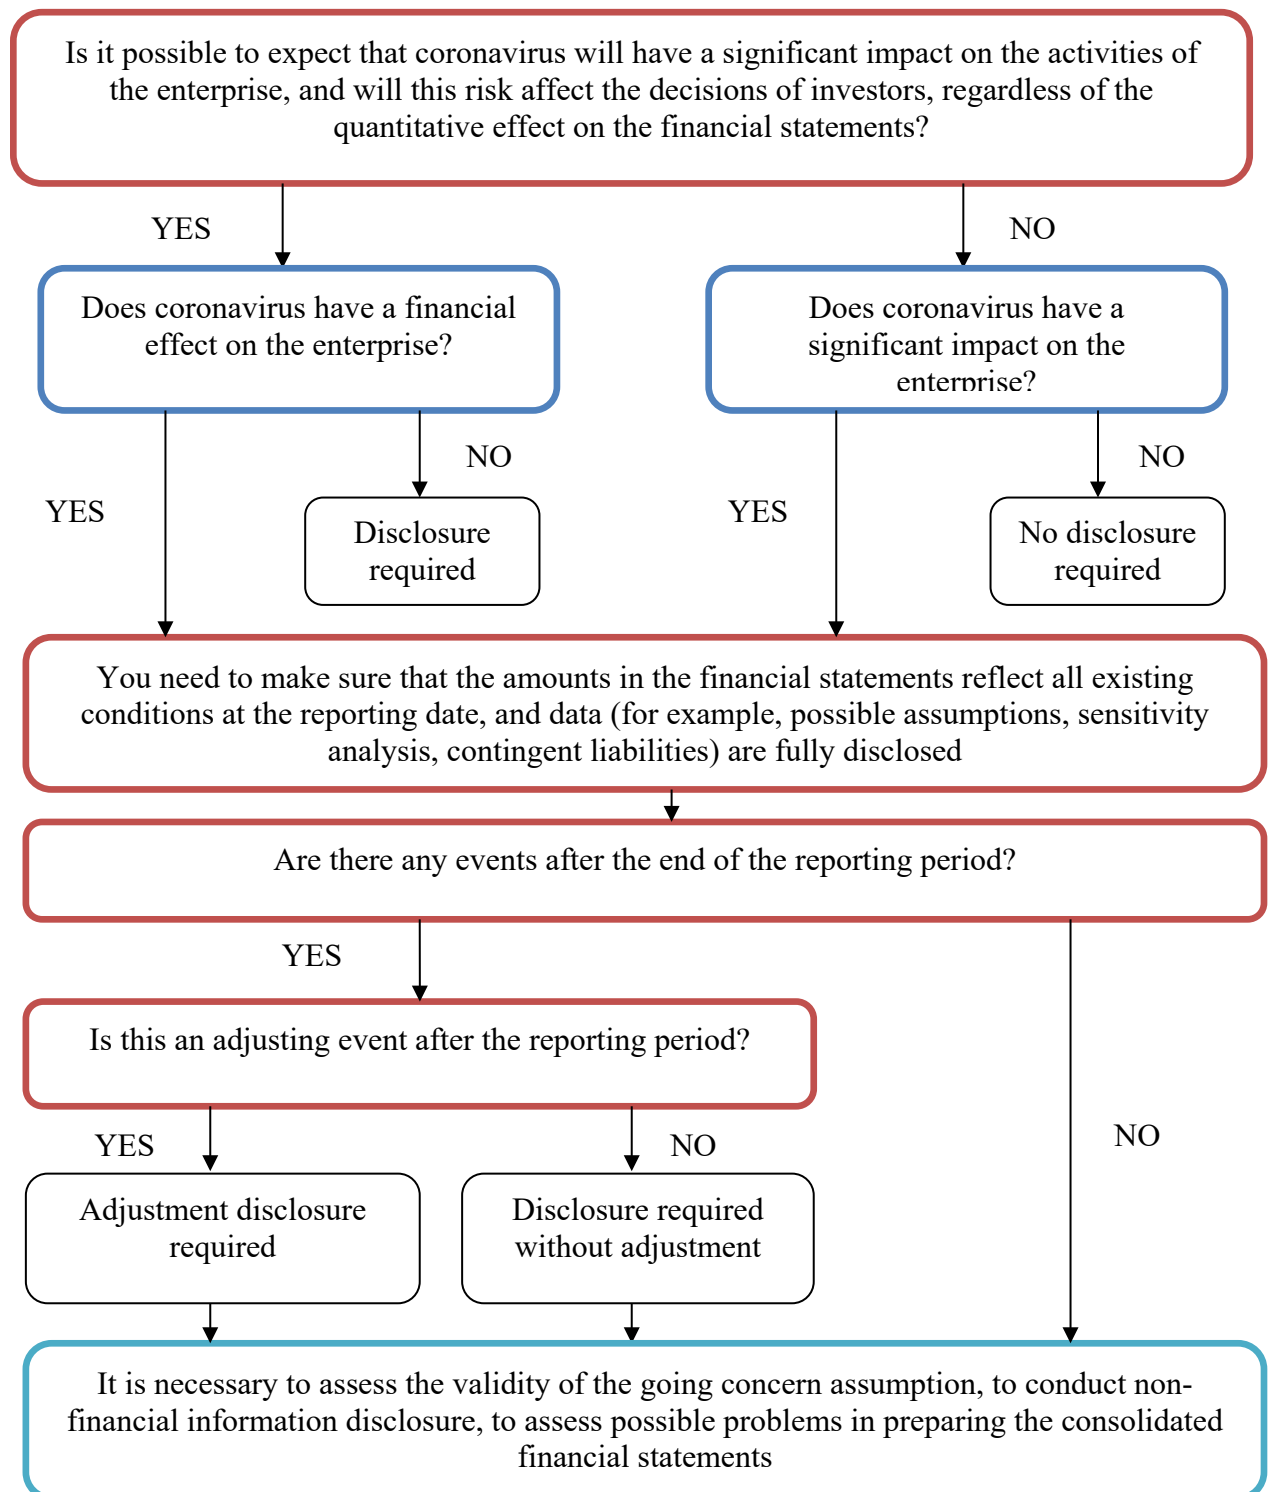 Is it possible to expect that coronavirus will have a significant impact on the activities of
the enterprise, and will this risk affect the decisions of investors, regardless of the
quantitative effect on the financial statements?
YES
NO
Does coronavirus have a financial
effect on the enterprise?
Does coronavirus have a
significant impact on the
enterprise?
NO
NO
YES
YES
Disclosure
required
No disclosure
required
You need to make sure that the amounts in the financial statements reflect all existing
conditions at the reporting date, and data (for example, possible assumptions, sensitivity
analysis, contingent liabilities) are fully disclosed
Are there any events after the end of the reporting period?
YES
Is this an adjusting event after the reporting period?
NO
YES
NO
Adjustment disclosure
required
Disclosure required
without adjustment
It is necessary to assess the validity of the going concern assumption, to conduct non-
financial information disclosure, to assess possible problems in preparing the consolidated
financial statements